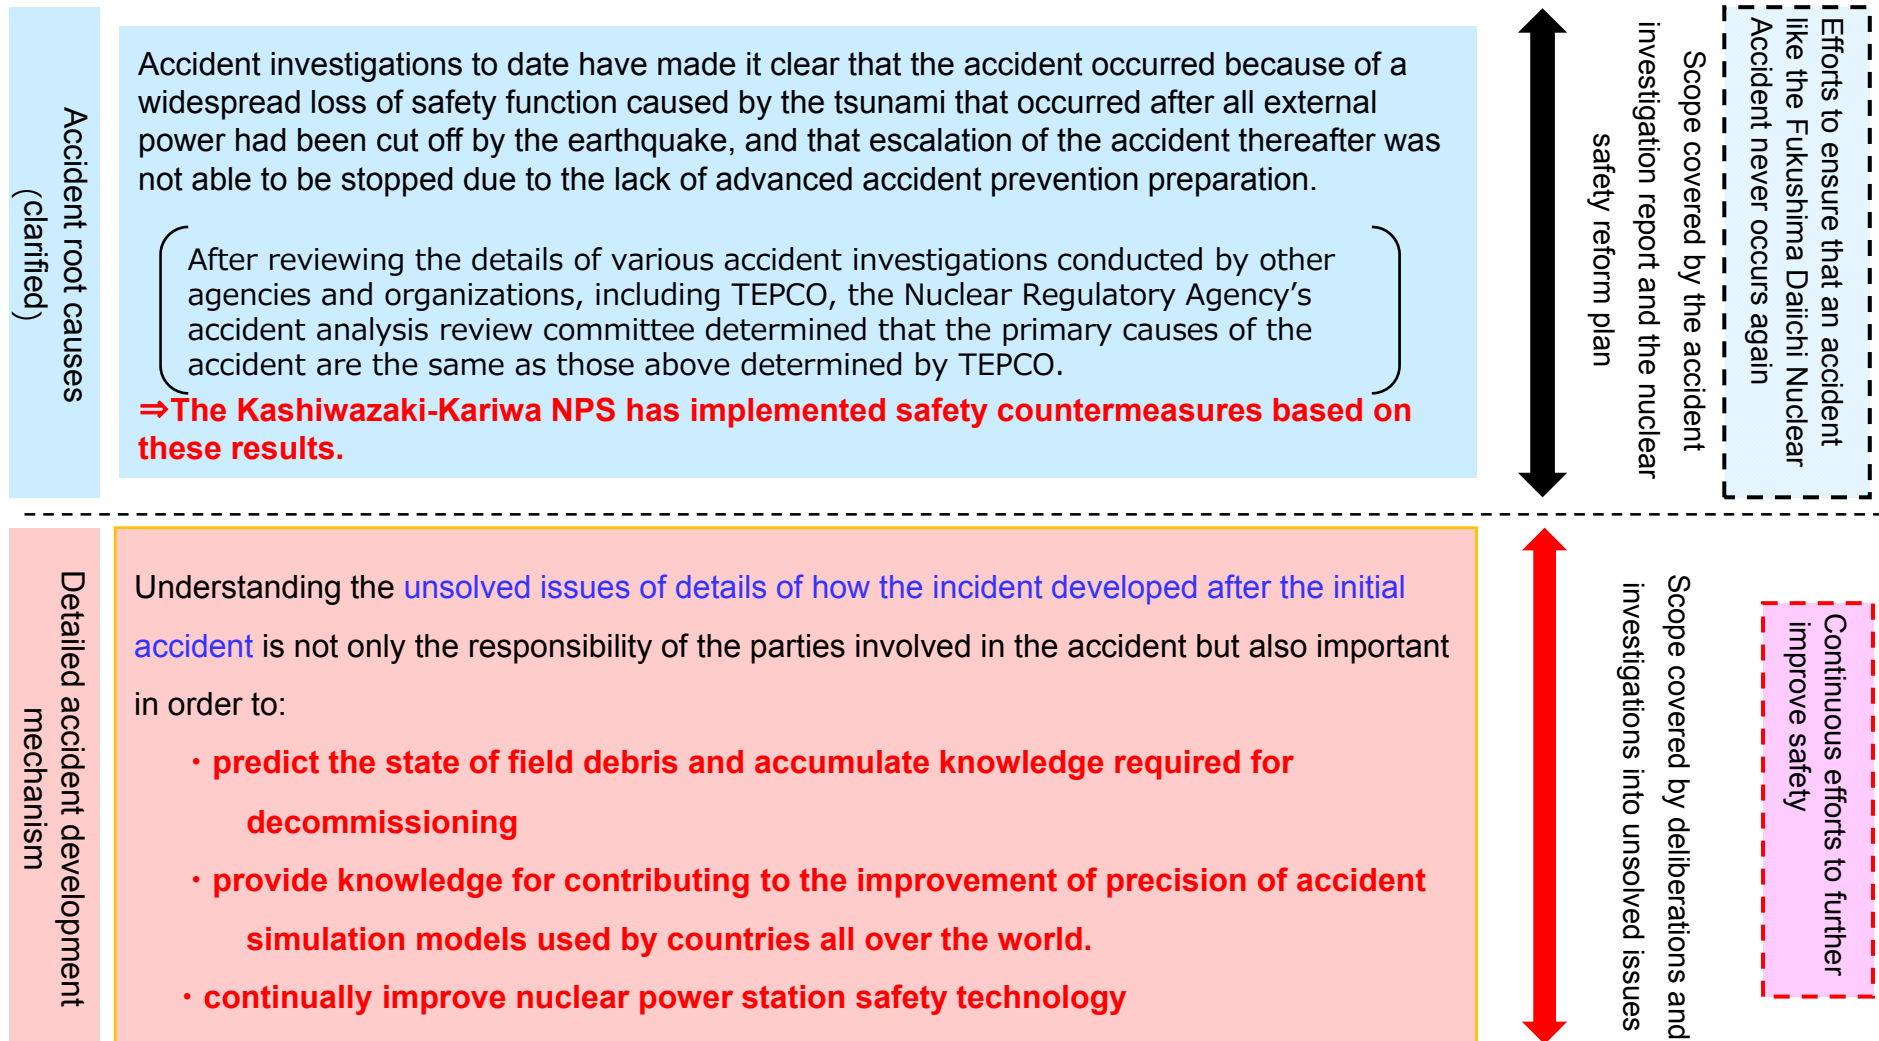 Accident root causes
(clarified)
Accident investigations to date have made it clear that the accident occurred because of a
widespread loss of safety function caused by the tsunami that occurred after all external
power had been cut off by the earthquake, and that escalation of the accident thereafter was
not able to be stopped due to the lack of advanced accident prevention preparation.
After reviewing the details of various accident investigations conducted by other
agencies and organizations, including TEPCO, the Nuclear Regulatory Agency’s
accident analysis review committee determined that the primary causes of the
accident are the same as those above determined by TEPCO.
⇒The Kashiwazaki-Kariwa NPS has implemented safety countermeasures based on
these results.
Scope covered by the accident
investigation report and the nuclear
safety reform plan
Efforts to ensure that an accident
like the Fukushima Daiichi Nuclear
Accident never occurs again
Detailed accident development
mechanism
Understanding the unsolved issues of details of how the incident developed after the initial
accident is not only the responsibility of the parties involved in the accident but also important
in order to:
・predict the state of field debris and accumulate knowledge required for
decommissioning
・provide knowledge for contributing to the improvement of precision of accident
simulation models used by countries all over the world.
・continually improve nuclear power station safety technology
Scope covered by deliberations and
investigations into unsolved issues
Continuous efforts to further
improve safety